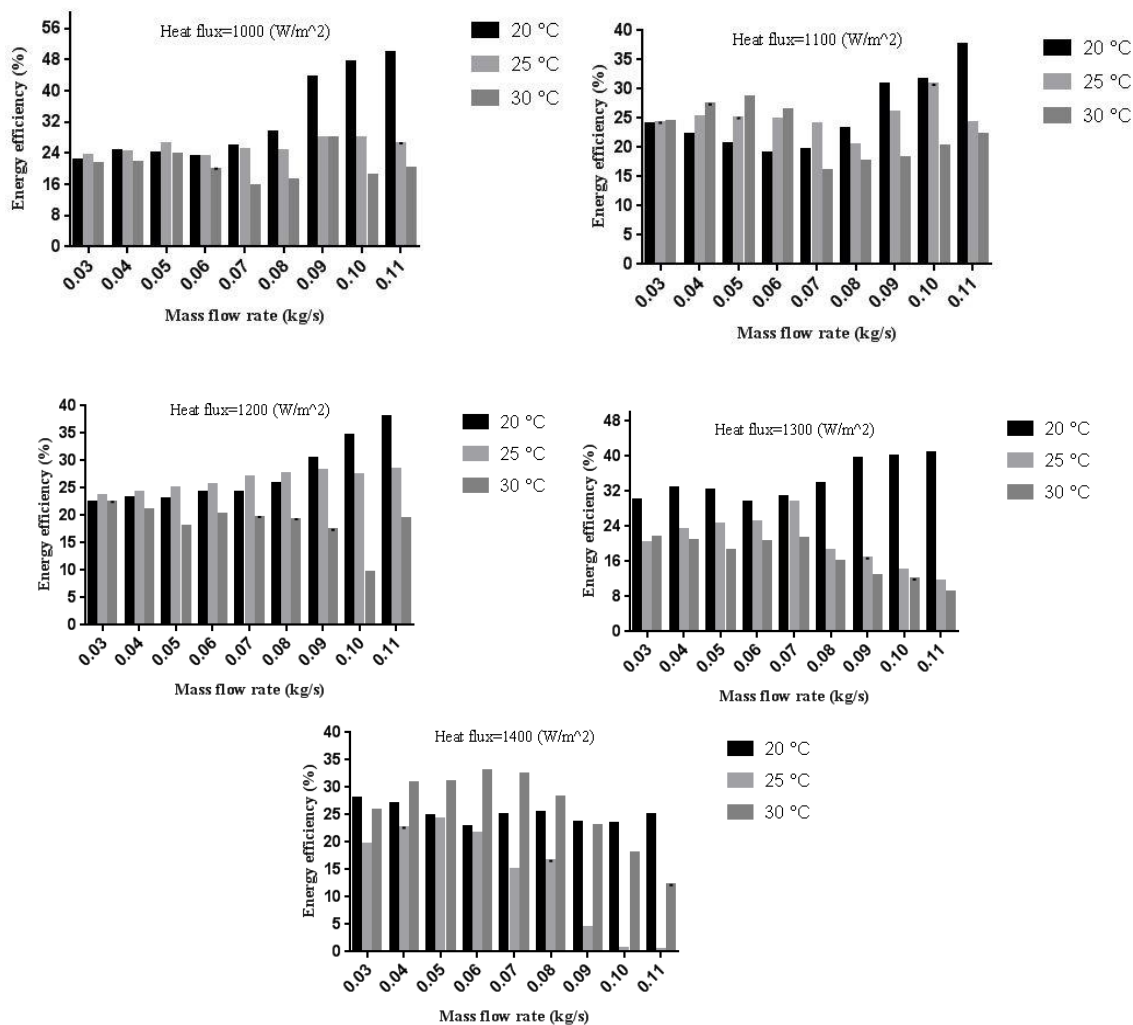 Heat flux=1000 (W/m^2)
Energy efficiency (%)
56
48
40
32
24
16
8
0
0.03 0.04 0.05 0.06 0.07 0.08 0.09 0.10 0.11
Mass flow rate (kg/s)
20 °C
25 °C
30 °C
Heat flux=1100 (W/m^2)
Energy efficiency (%)
40
35
30
25
20
15
10
5
0
0.03 0.04 0.05 0.06 0.07 0.08 0.09 0.10 0.11
Mass flow rate (kg/s)
20 °C
25 °C
30 °C
Heat flux=1200 (W/m^2)
Energy efficiency (%)
40
35
30
25
20
15
10
5
0
0.03 0.04 0.05 0.06 0.07 0.08 0.09 0.10 0.11
Mass flow rate (kg/s)
20 °C
25 °C
30 °C
Heat flux=1300 (W/m^2)
Energy efficiency (%)
48
40
32
24
16
8
0
0.03 0.04 0.05 0.06 0.07 0.08 0.09 0.10 0.11
Mass flow rate (kg/s)
20 °C
25 °C
30 °C
Heat flux=1400 (W/m^2)
Energy efficiency (%)
40
35
30
25
20
15
10
5
0
0.03 0.04 0.05 0.06 0.07 0.08 0.09 0.10 0.11
Mass flow rate (kg/s)
20 °C
25 °C
30 °C